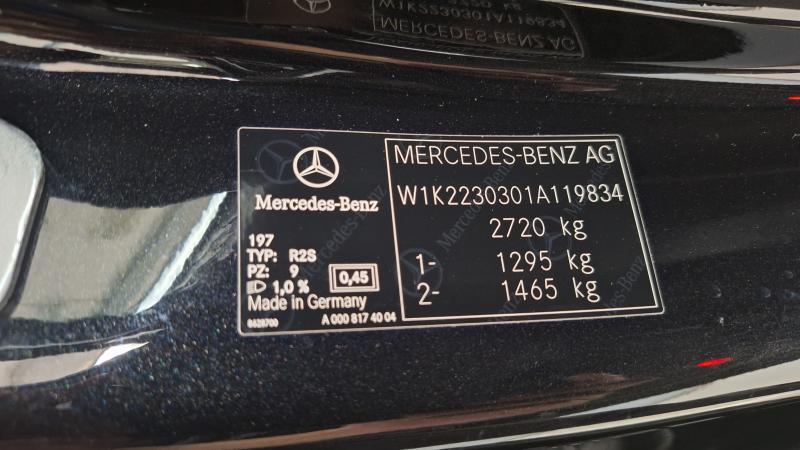 MERCEDES-BENZ AG
W1K2230301A119834
2720 kg
1- 1295 kg
2- 1465 kg
Mercedes-Benz
197
TYP: R2S
PZ: 9
1,0 %
0,45
Made in Germany
8628700
A 000 817 40 04